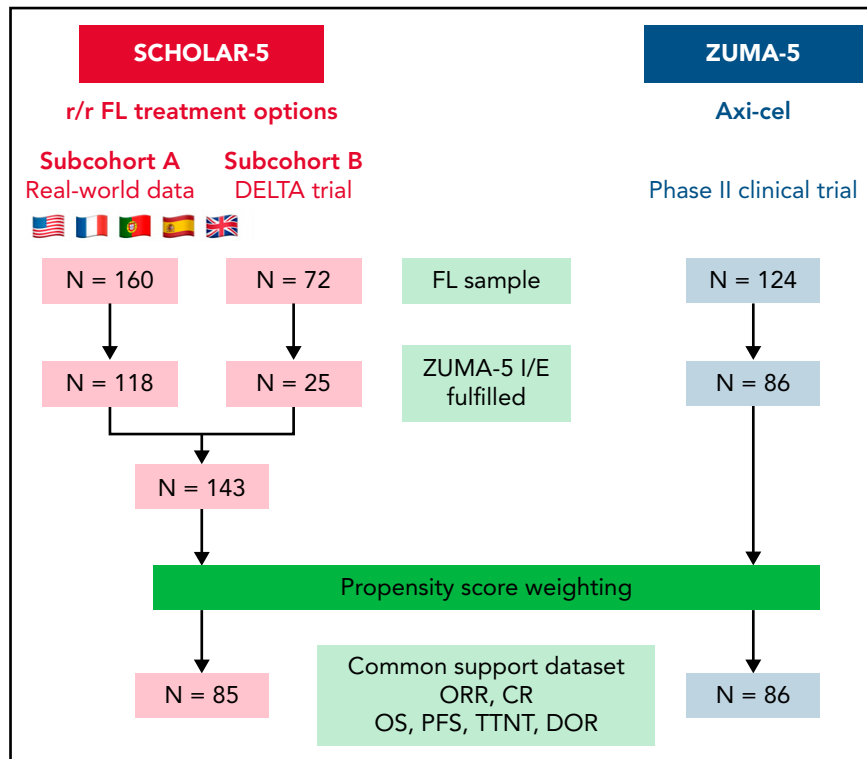 SCHOLAR-5
ZUMA-5
r/r FL treatment options
Axi-cel
Subcohort A
Subcohort B
Real-world data
DELTA trial
Phase II clinical trial
N = 160
N = 72
FL sample
N = 124
N = 118
N = 25
ZUMA-5 I/E
fulfilled
N = 86
N = 143
Propensity score weighting
N = 85
Common support dataset
ORR, CR
OS, PFS, TTNT, DOR
N = 86